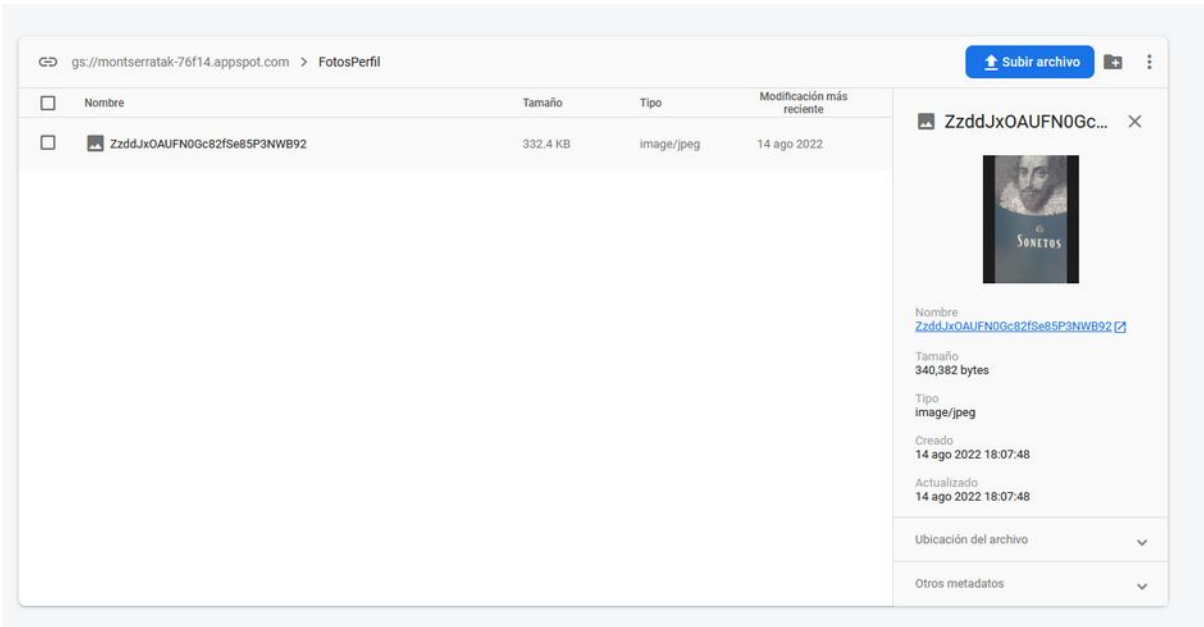 gs://montserratak-76f14.appspot.com > FotosPerfil
Subir archivo
Nombre Tamaño Tipo Modificación más reciente
ZzddJxOAUFN0Gc82fSe85P3NWB92 332.4 KB image/jpeg 14 ago 2022
ZzddJxOAUFN0Gc...
SONETOS
Nombre
ZzddJxOAUFN0Gc82fSe85P3NWB92
Tamaño
340,382 bytes
Tipo
image/jpeg
Creado
14 ago 2022 18:07:48
Actualizado
14 ago 2022 18:07:48
Ubicación del archivo
Otros metadatos